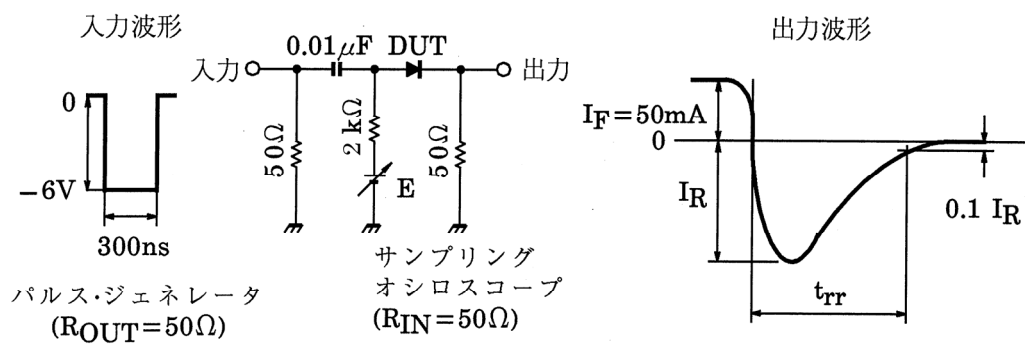 入力波形
0
−6V
300ns
パルス・ジェネレータ
(ROUT=50Ω)
0.01μF DUT
入力
出力
50Ω
2kΩ
E
50Ω
サンプリング
オシロスコープ
(RIN=50Ω)
出力波形
IF=50mA
0
IR
0.1 IR
trr